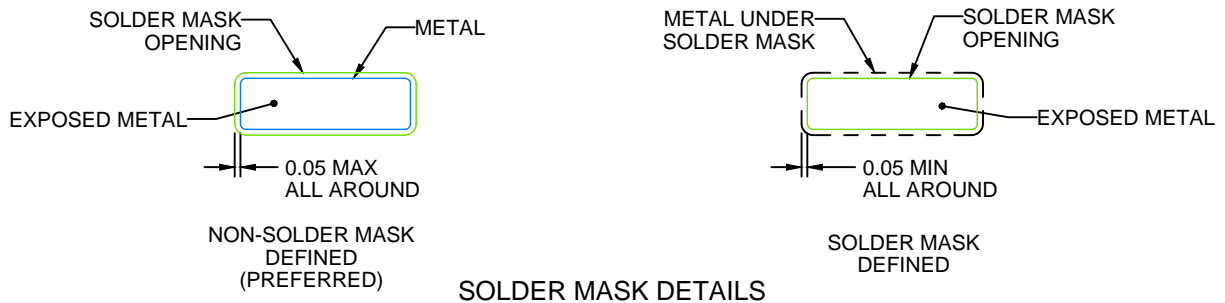 SOLDER MASK
OPENING
METAL
EXPOSED METAL
0.05 MAX
ALL AROUND
NON-SOLDER MASK
DEFINED
(PREFERRED)
METAL UNDER
SOLDER MASK
SOLDER MASK
OPENING
EXPOSED METAL
0.05 MIN
ALL AROUND
SOLDER MASK
DEFINED
SOLDER MASK DETAILS